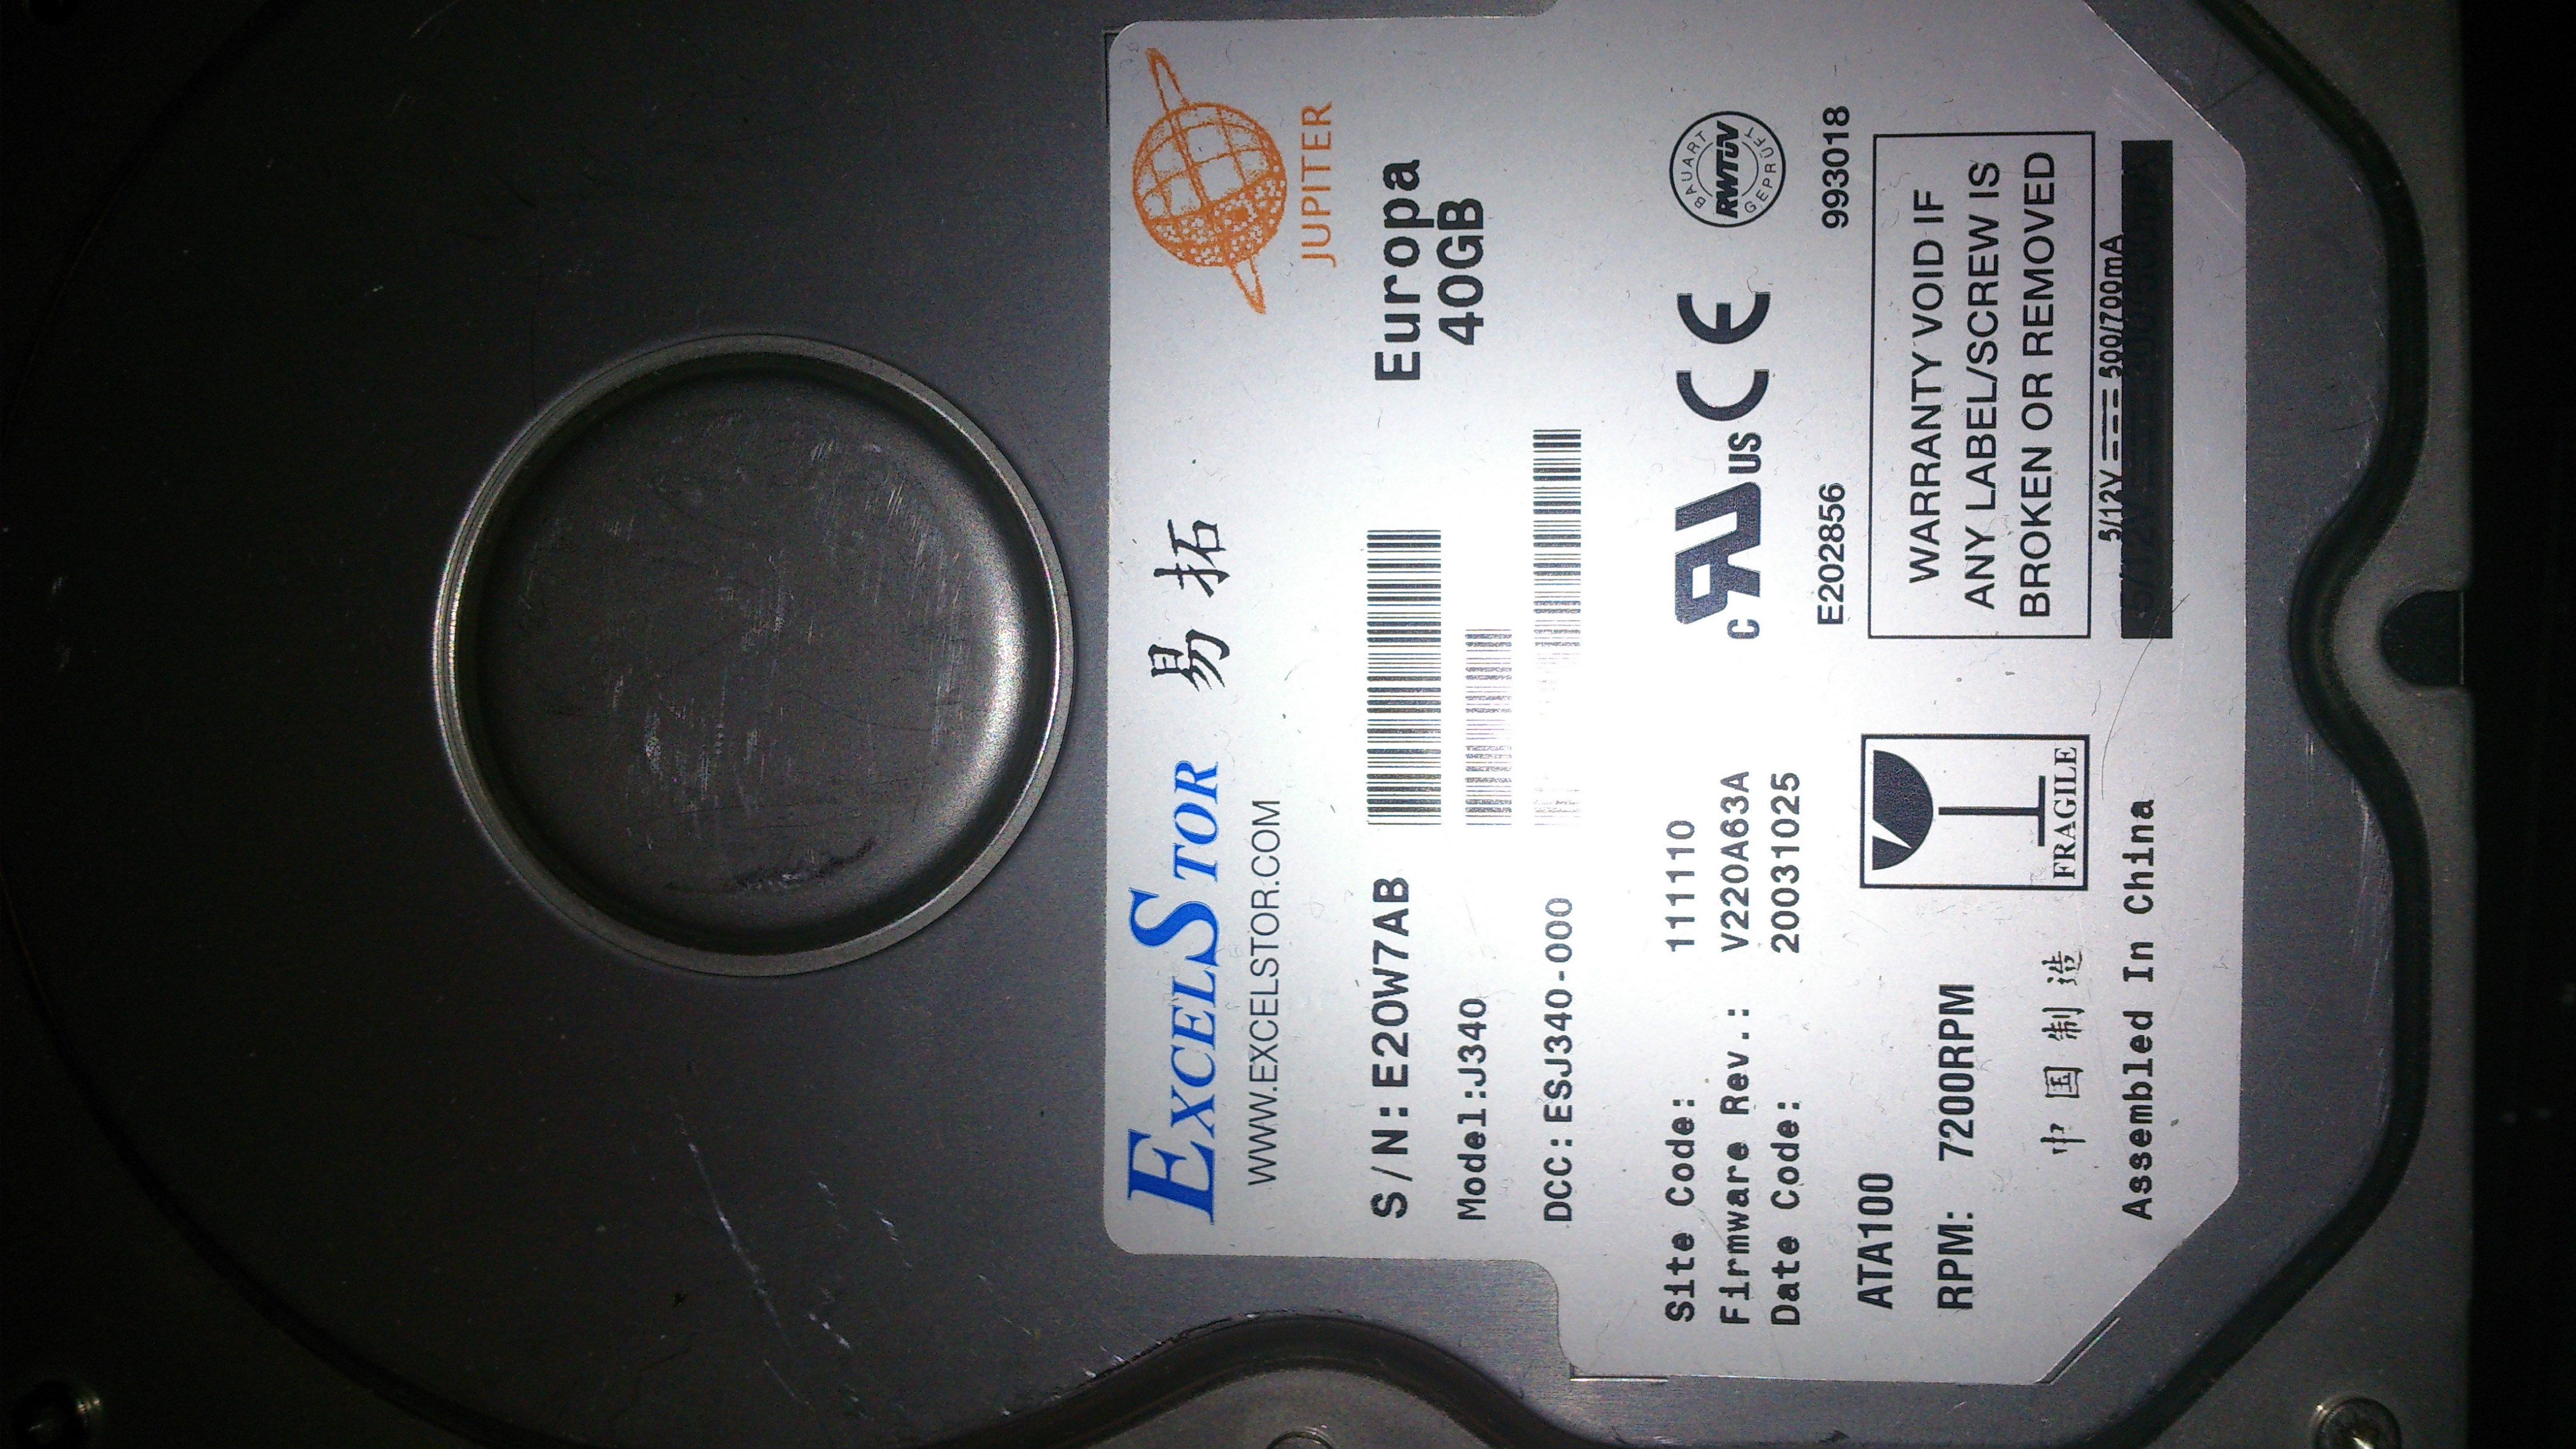 EXCELSTOR 易拓
WWW.EXCELSTOR.COM
JUPITER
Europa
40GB
S/N:E20W7AB
Model:J340
DCC:ESJ340-000
Site Code: 111110
Firmware Rev.: V220A63A
Date Code: 20031025
c RU US CE
BAUART RWTÜV GEPRÜFT
E202856
993018
ATA100
RPM: 7200RPM
中国制造
Assembled In China
FRAGILE
WARRANTY VOID IF
ANY LABEL/SCREW IS
BROKEN OR REMOVED
5/12V 500/700mA